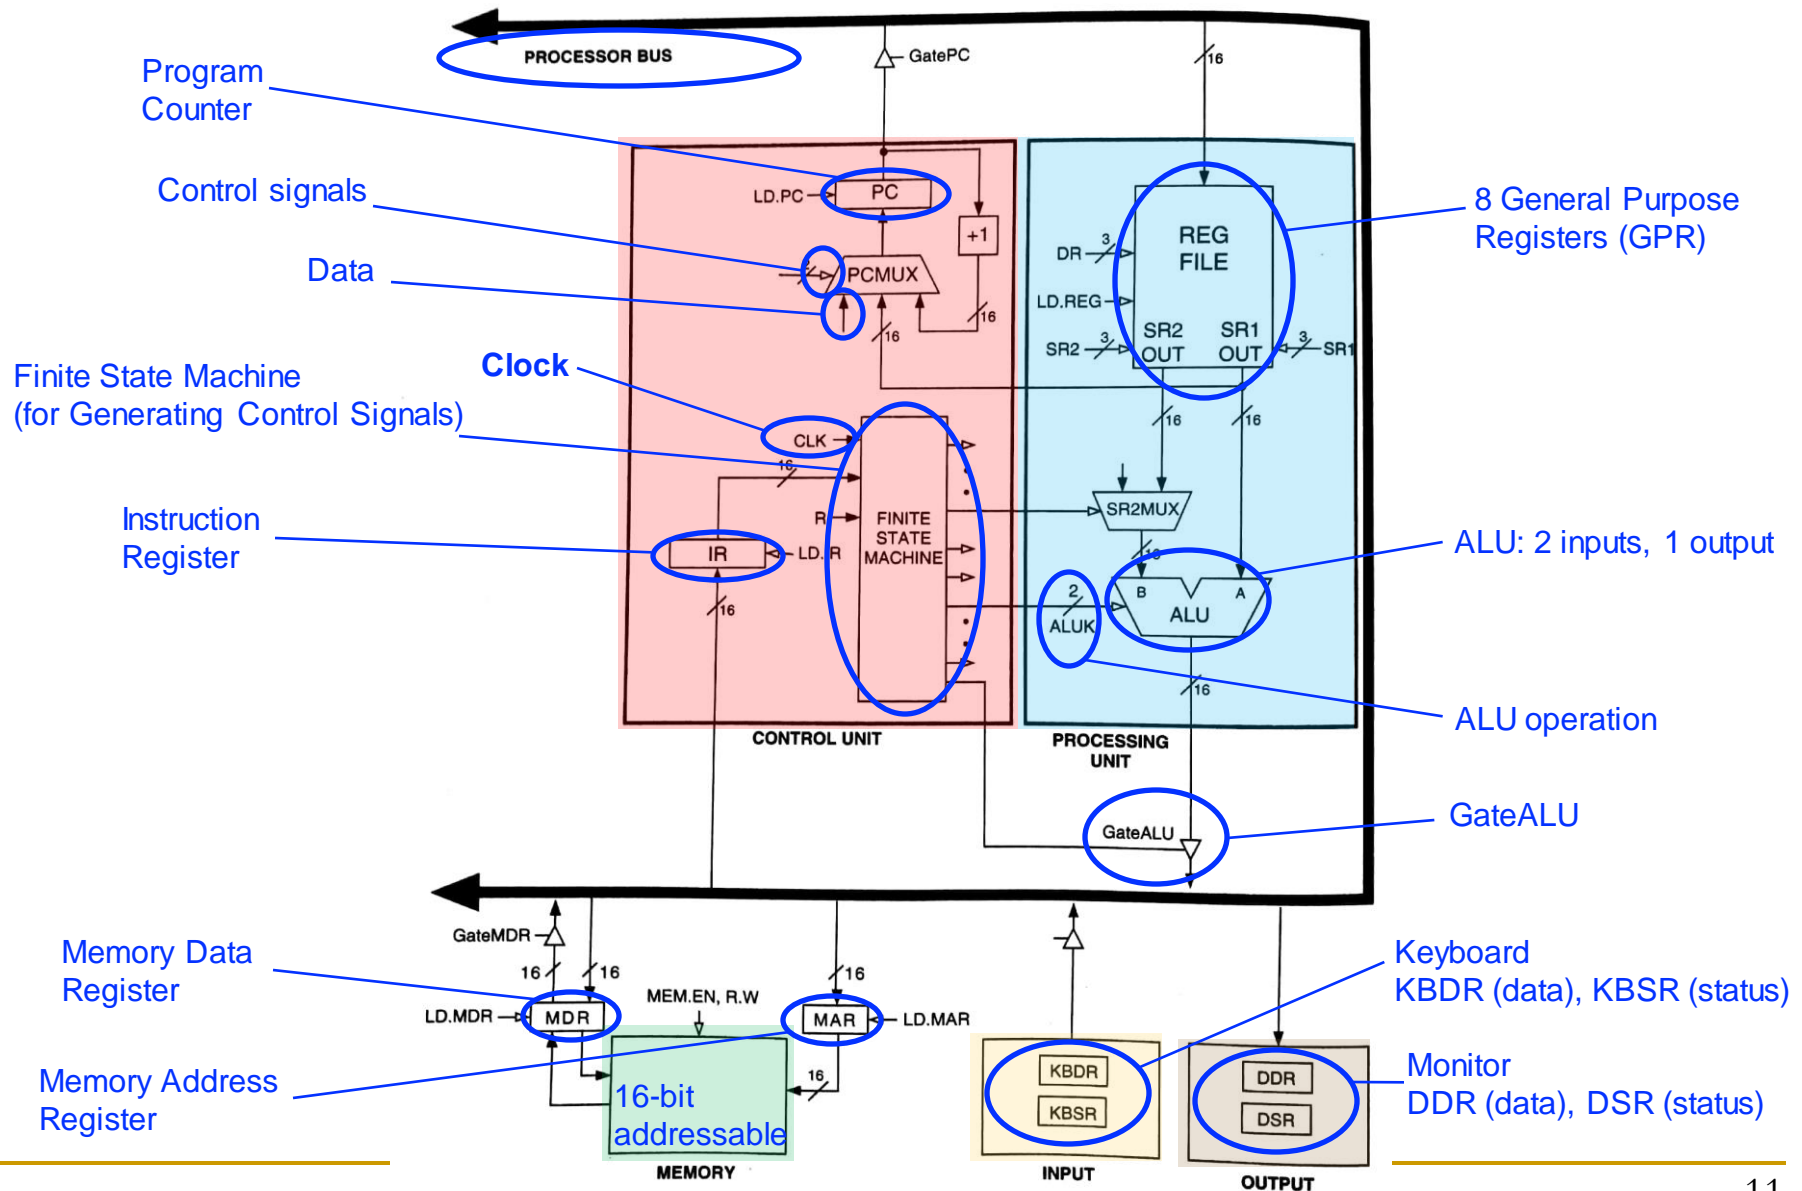 PROCESSOR BUS
GatePC
16
Program
Counter
Control signals
Data
LD.PC
PC
+1
2
PCMUX
16
16
8 General Purpose
Registers (GPR)
REG
FILE
DR
3
LD.REG
SR2
3
SR2
OUT
SR1
OUT
3
SR1
Finite State Machine
(for Generating Control Signals)
Clock
CLK
16
16
16
R
FINITE
STATE
MACHINE
SR2MUX
16
Instruction
Register
IR
LD.IR
16
ALU: 2 inputs, 1 output
B
A
ALU
2
ALUK
16
ALU operation
CONTROL UNIT
PROCESSING
UNIT
GateALU
GateALU
GateMDR
16
16
16
Memory Data
Register
LD.MDR
MDR
MEM.EN, R.W
MAR
LD.MAR
16
Memory Address
Register
16-bit
addressable
MEMORY
Keyboard
KBDR (data), KBSR (status)
KBDR
KBSR
INPUT
Monitor
DDR (data), DSR (status)
DDR
DSR
OUTPUT
11